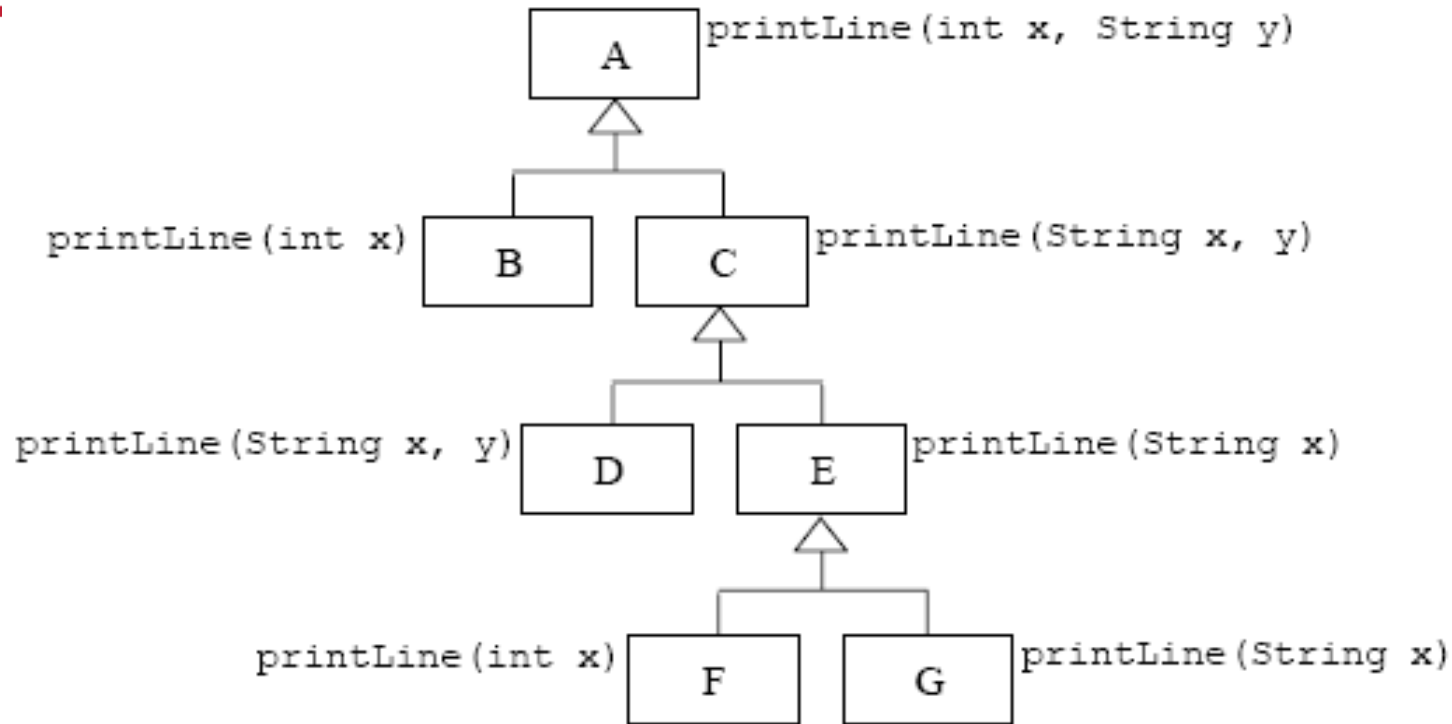 A printLine(int x, String y)
printLine(int x) B C printLine(String x, y)
printLine(String x, y) D E printLine(String x)
printLine(int x) F G printLine(String x)